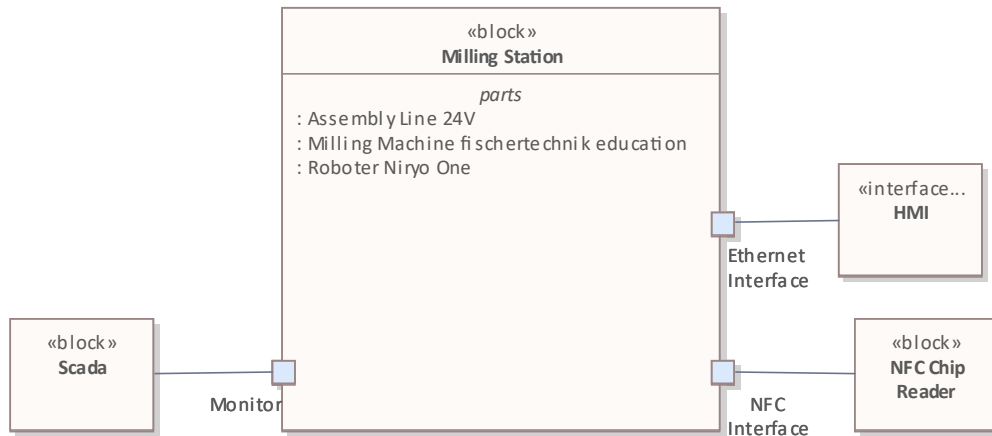 «block»
Milling Station
parts
: Assembly Line 24V
: Milling Machine fischertechnik education
: Roboter Niryo One
«interface...
HMI
Ethernet
Interface
«block»
Scada
Monitor
«block»
NFC Chip
Reader
NFC
Interface